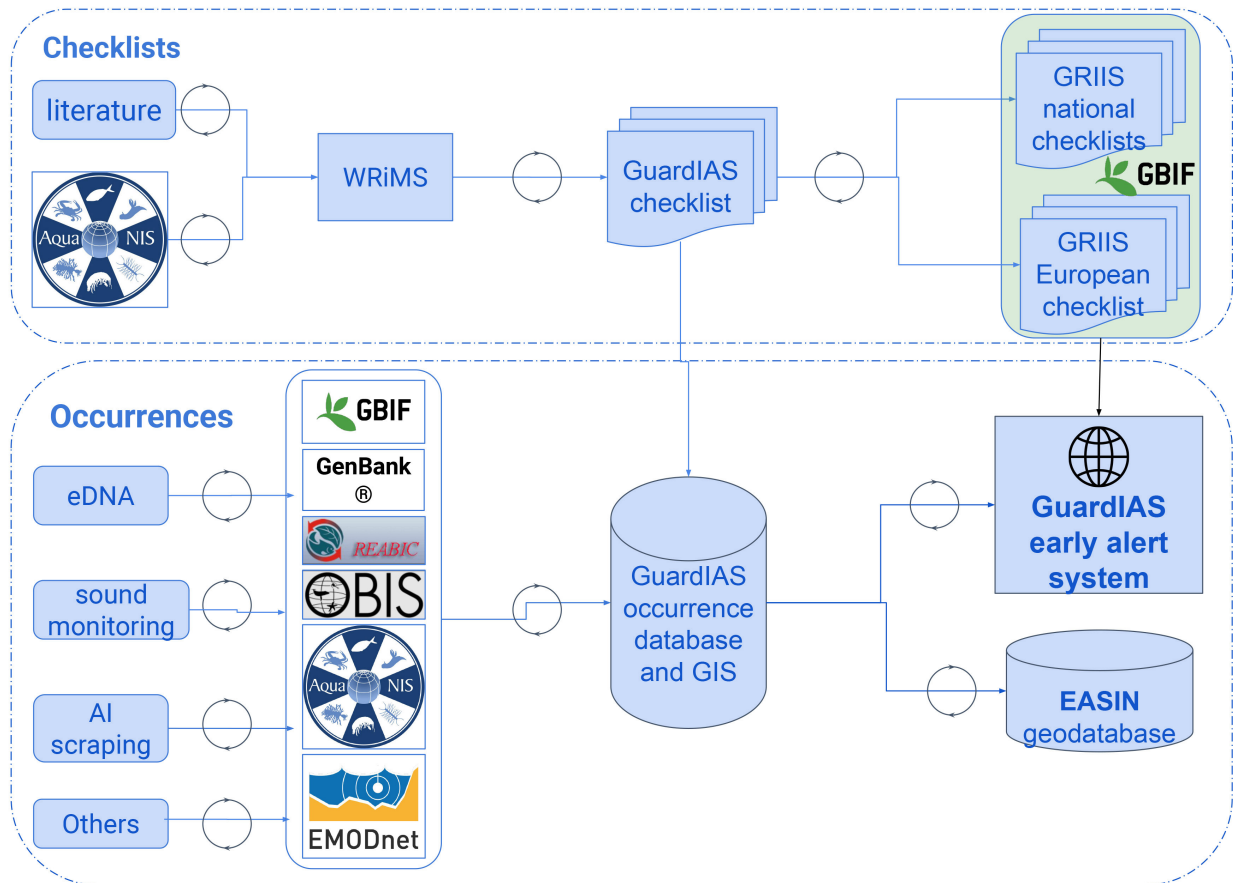 Checklists
literature
Aqua NIS
WRiMS
GuardIAS
checklist
GRIIS
national
checklists
GBIF
GRIIS
European
checklist
Occurrences
eDNA
sound
monitoring
AI
scraping
Others
GBIF
GenBank
®
REABIC
OBIS
Aqua NIS
EMODnet
GuardIAS
occurrence
database
and GIS
GuardIAS
early alert
system
EASIN
geodatabase